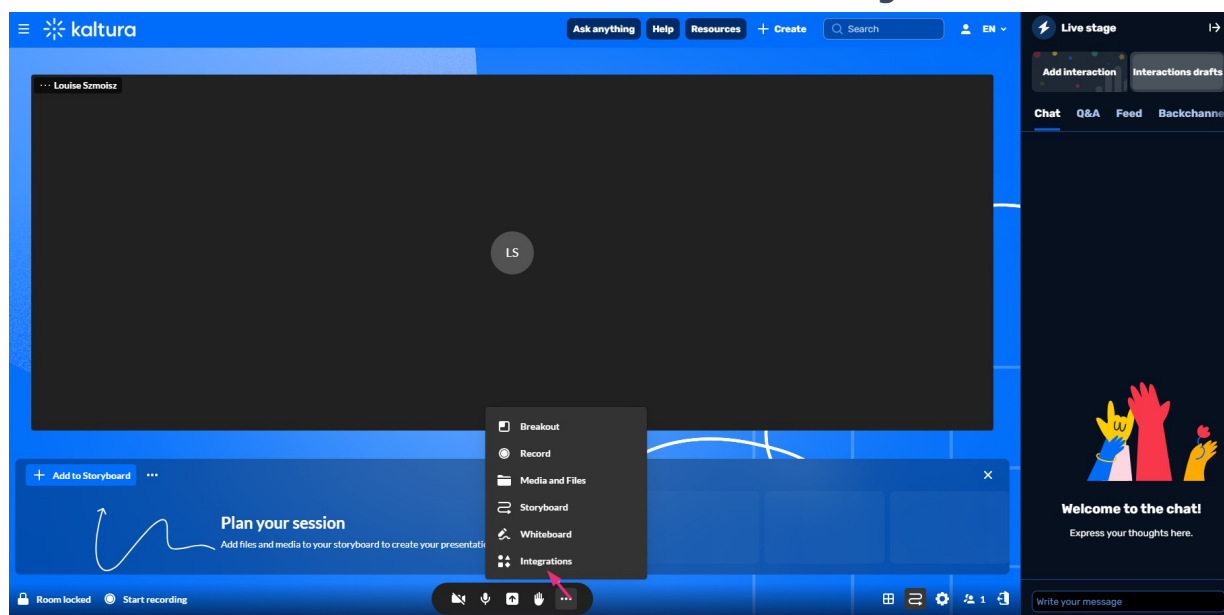 kaltura
Ask anything
Help
Resources
+ Create
Search
EN
Louise Szmoisz
LS
Breakout
Record
Media and Files
Storyboard
Whiteboard
Integrations
+ Add to Storyboard
Plan your session
Add files and media to your storyboard to create your
Room locked
Start recording
1
Live stage
Add interaction
Interactions drafts
Chat
Q&A
Feed
Welcome to the chat!
Express your thoughts here.
Write your message